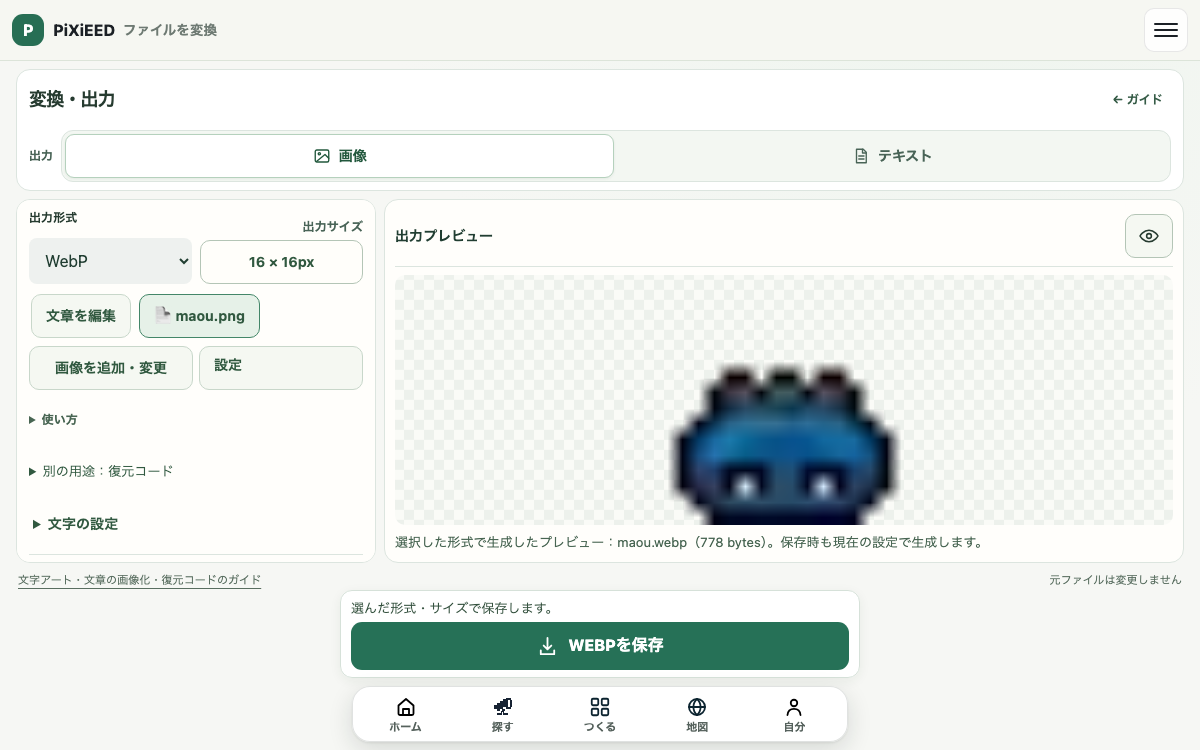 P PiXiEED ファイルを変換
変換・出力
← ガイド
出力
画像
テキスト
出力形式
出力サイズ
WebP
16 × 16px
文章を編集
maou.png
画像を追加・変更
設定
使い方
別の用途：復元コード
文字の設定
出力プレビュー
選択した形式で生成したプレビュー：maou.webp（778 bytes）。保存時も現在の設定で生成します。
文字アート・文章の画像化・復元コードのガイド
元ファイルは変更しません
選んだ形式・サイズで保存します。
WEBPを保存
ホーム
探す
つくる
地図
自分